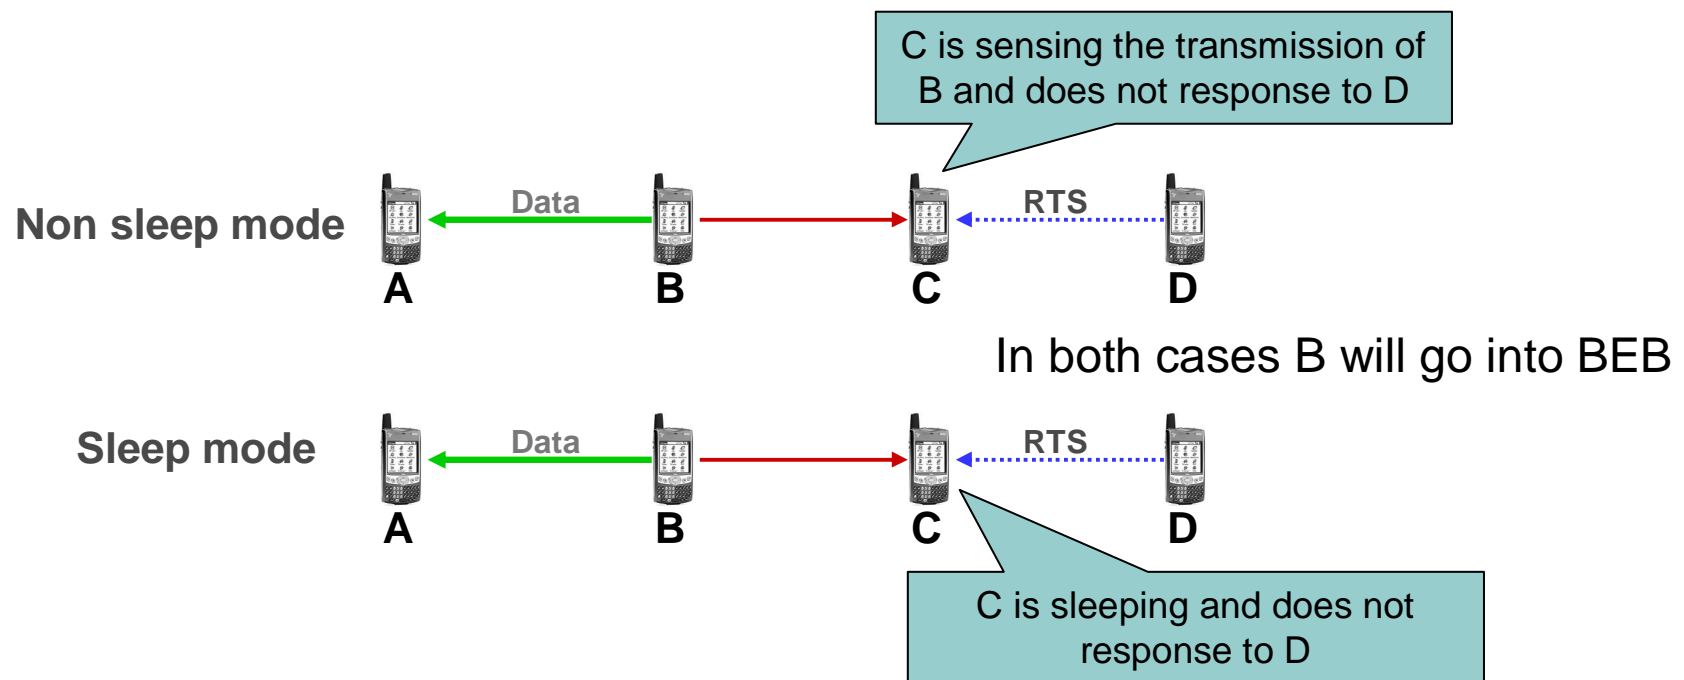 C is sensing the transmission of
B and does not response to D
Non sleep mode
Data
RTS
A
B
C
D
In both cases B will go into BEB
Sleep mode
Data
RTS
A
B
C
D
C is sleeping and does not
response to D